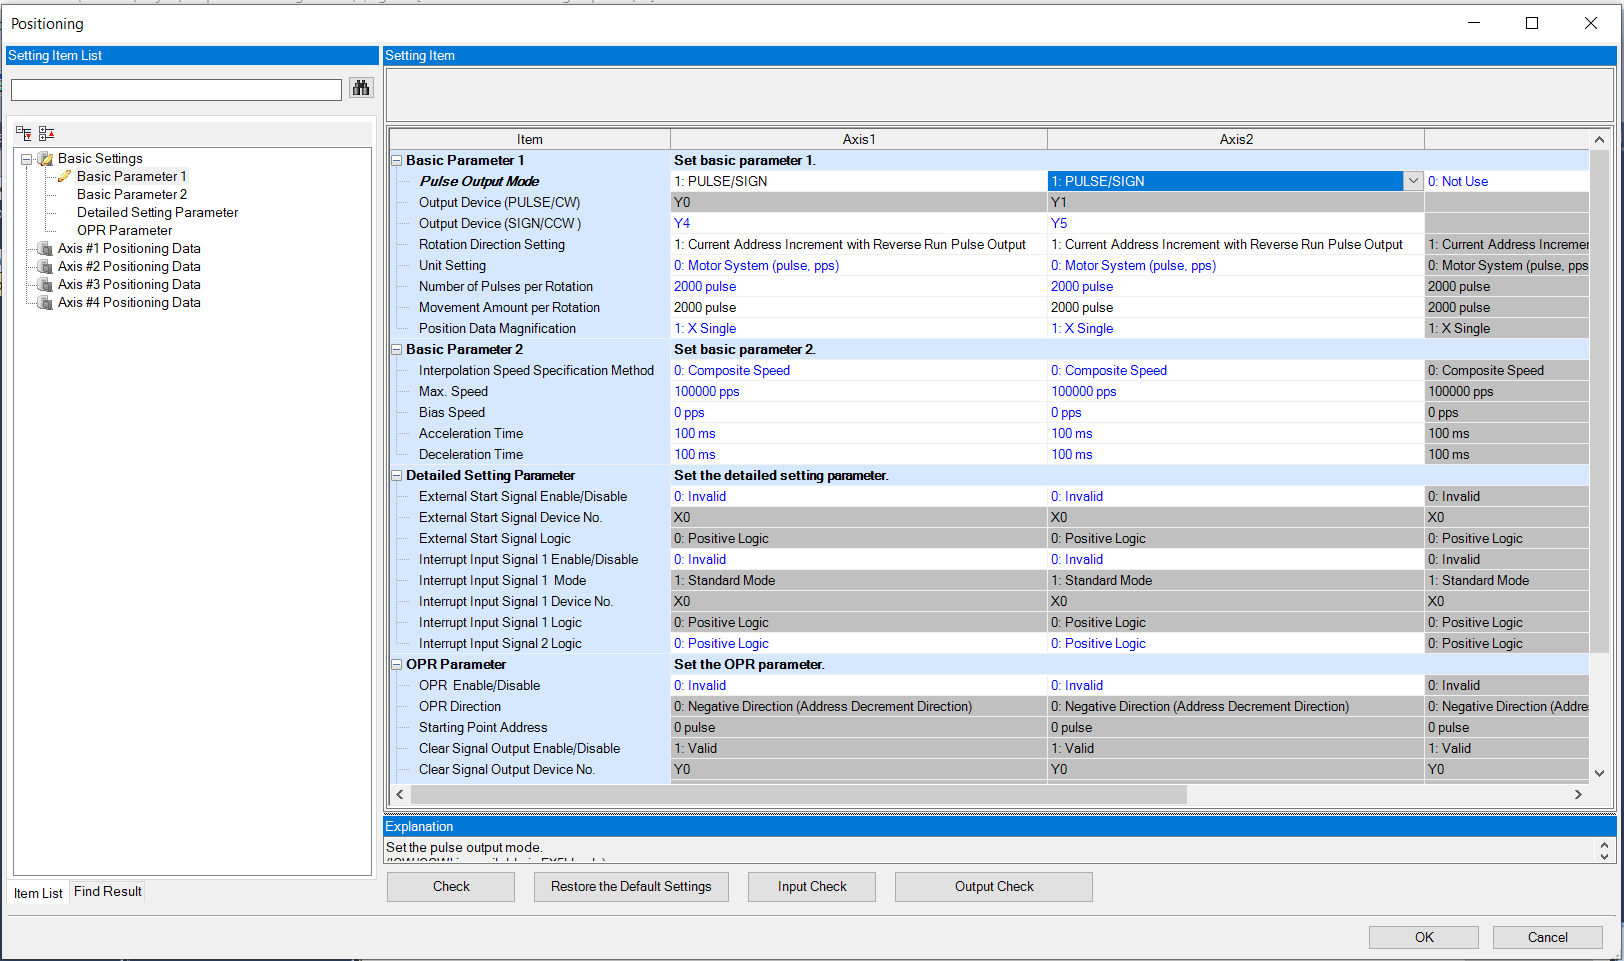 Positioning
Setting Item List
Basic Settings
Basic Parameter 1
Basic Parameter 2
Detailed Setting Parameter
OPR Parameter
Axis #1 Positioning Data
Axis #2 Positioning Data
Axis #3 Positioning Data
Axis #4 Positioning Data
Item List Find Result
Setting Item
Item Axis1 Axis2
Basic Parameter 1 Set basic parameter 1.
Pulse Output Mode 1: PULSE/SIGN 1: PULSE/SIGN 0: Not Use
Output Device (PULSE/CW) Y0 Y1
Output Device (SIGN/CCW ) Y4 Y5
Rotation Direction Setting 1: Current Address Increment with Reverse Run Pulse Output 1: Current Address Increment with Reverse Run Pulse Output 1: Current Address Incremer
Unit Setting 0: Motor System (pulse, pps) 0: Motor System (pulse, pps) 0: Motor System (pulse, pps
Number of Pulses per Rotation 2000 pulse 2000 pulse 2000 pulse
Movement Amount per Rotation 2000 pulse 2000 pulse 2000 pulse
Position Data Magnification 1: X Single 1: X Single 1: X Single
Basic Parameter 2 Set basic parameter 2.
Interpolation Speed Specification Method 0: Composite Speed 0: Composite Speed 0: Composite Speed
Max. Speed 100000 pps 100000 pps 100000 pps
Bias Speed 0 pps 0 pps 0 pps
Acceleration Time 100 ms 100 ms 100 ms
Deceleration Time 100 ms 100 ms 100 ms
Detailed Setting Parameter Set the detailed setting parameter.
External Start Signal Enable/Disable 0: Invalid 0: Invalid 0: Invalid
External Start Signal Device No. X0 X0 X0
External Start Signal Logic 0: Positive Logic 0: Positive Logic 0: Positive Logic
Interrupt Input Signal 1 Enable/Disable 0: Invalid 0: Invalid 0: Invalid
Interrupt Input Signal 1 Mode 1: Standard Mode 1: Standard Mode 1: Standard Mode
Interrupt Input Signal 1 Device No. X0 X0 X0
Interrupt Input Signal 1 Logic 0: Positive Logic 0: Positive Logic 0: Positive Logic
Interrupt Input Signal 2 Logic 0: Positive Logic 0: Positive Logic 0: Positive Logic
OPR Parameter Set the OPR parameter.
OPR Enable/Disable 0: Invalid 0: Invalid 0: Invalid
OPR Direction 0: Negative Direction (Address Decrement Direction) 0: Negative Direction (Address Decrement Direction) 0: Negative Direction (Addre
Starting Point Address 0 pulse 0 pulse 0 pulse
Clear Signal Output Enable/Disable 1: Valid 1: Valid 1: Valid
Clear Signal Output Device No. Y0 Y0 Y0
Explanation
Set the pulse output mode.
Check Restore the Default Settings Input Check Output Check
OK Cancel